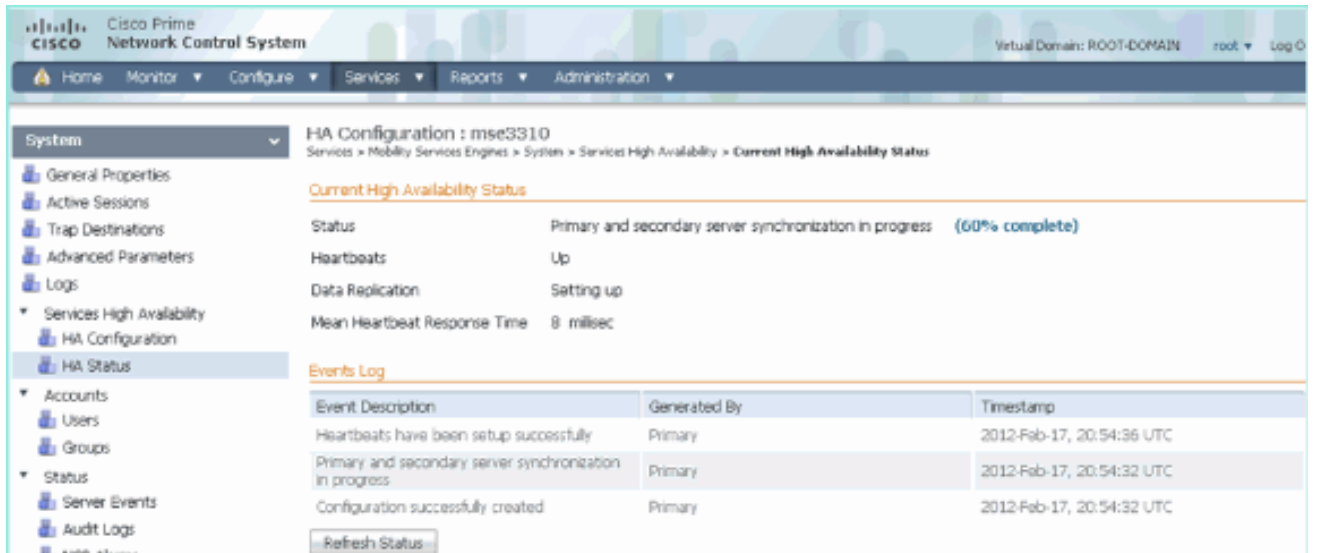 Cisco Prime
CISCO Network Control System
Virtual Domain: ROOT-DOMAIN root Log O
Home Monitor Configure Services Reports Administration
System
General Properties
Active Sessions
Trap Destinations
Advanced Parameters
Logs
Services High Availability
HA Configuration
HA Status
Accounts
Users
Groups
Status
Server Events
Audit Logs
HA Configuration : mse3310
Services > Mobility Services Engines > System > Services High Availability > Current High Availability Status
Current High Availability Status
Status Primary and secondary server synchronization in progress (60% complete)
Heartbeats Up
Data Replication Setting up
Mean Heartbeat Response Time 8 milisec
Events Log
Event Description Generated By Timestamp
Heartbeats have been setup successfully Primary 2012-Feb-17, 20:54:36 UTC
Primary and secondary server synchronization
in progress Primary 2012-Feb-17, 20:54:32 UTC
Configuration successfully created Primary 2012-Feb-17, 20:54:32 UTC
Refresh Status